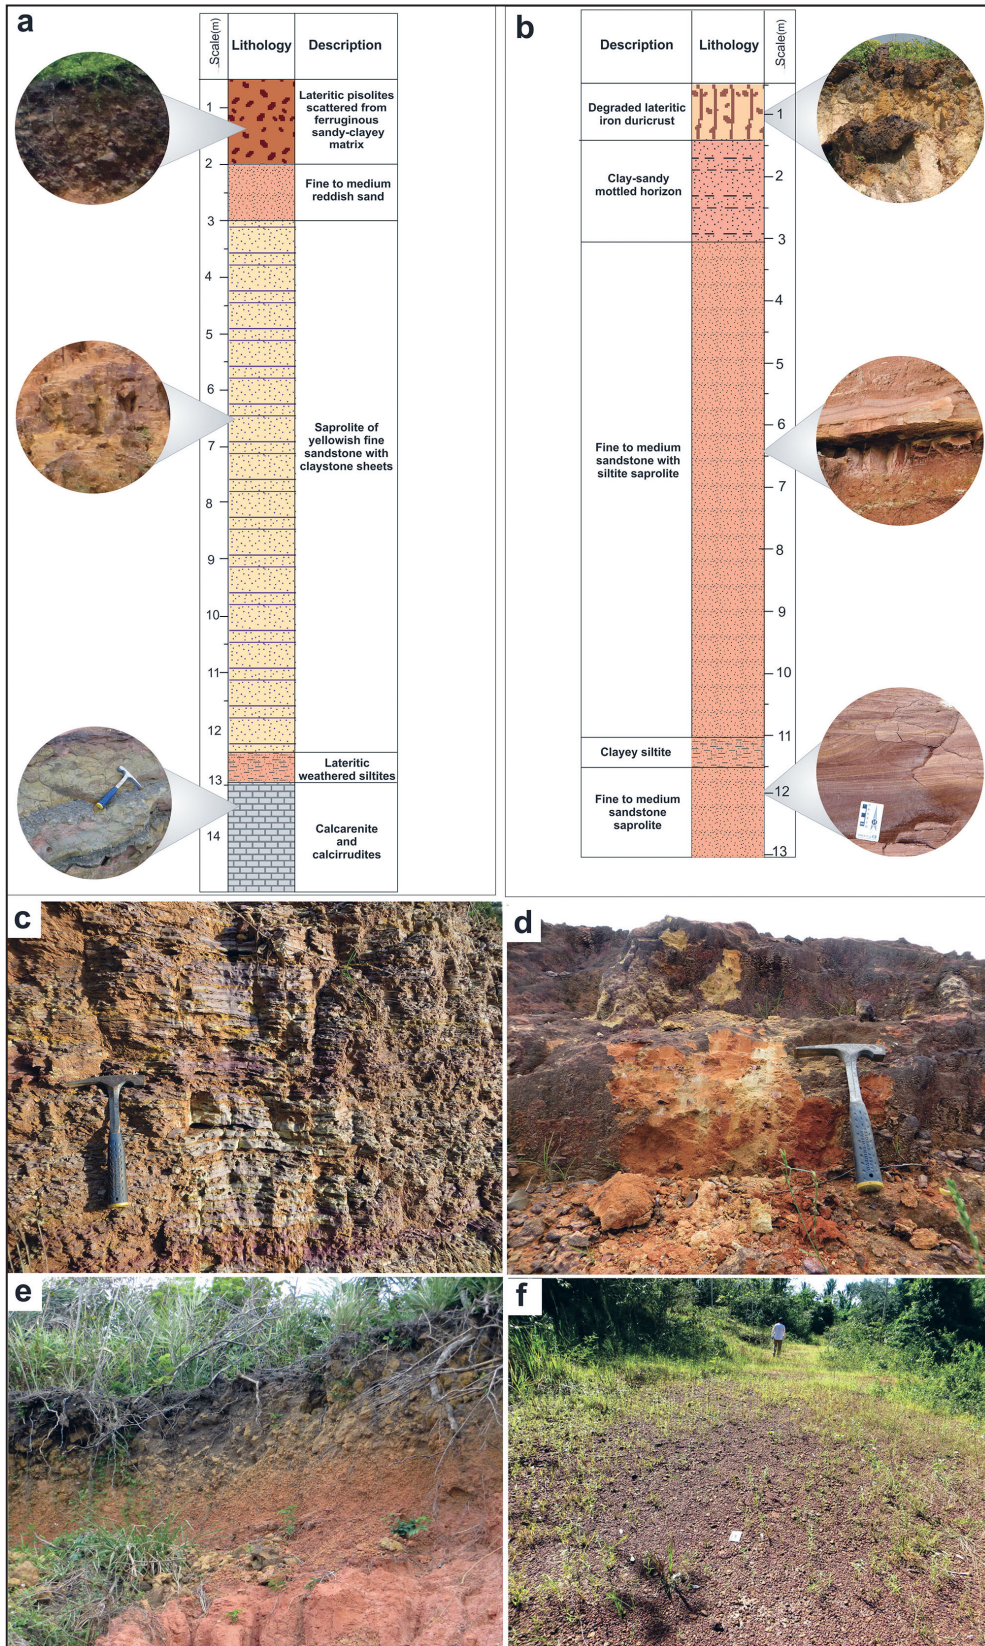 a
Scale(m)
Lithology
Description
1
2
3
4
5
6
7
8
9
10
11
12
13
14
Lateritic pisolites
scattered from
ferruginous
sandy-clayey
matrix
Fine to medium
reddish sand
Saprolite of
yellowish fine
sandstone with
claystone sheets
Lateritic
weathered siltites
Calcarenite
and
calcirrudites
b
Description
Lithology
Scale(m)
Degraded lateritic
iron duricrust
Clay-sandy
mottled horizon
Fine to medium
sandstone with
siltite saprolite
Clayey siltite
Fine to medium
sandstone
saprolite
1
2
3
4
5
6
7
8
9
10
11
12
13
c
d
e
f